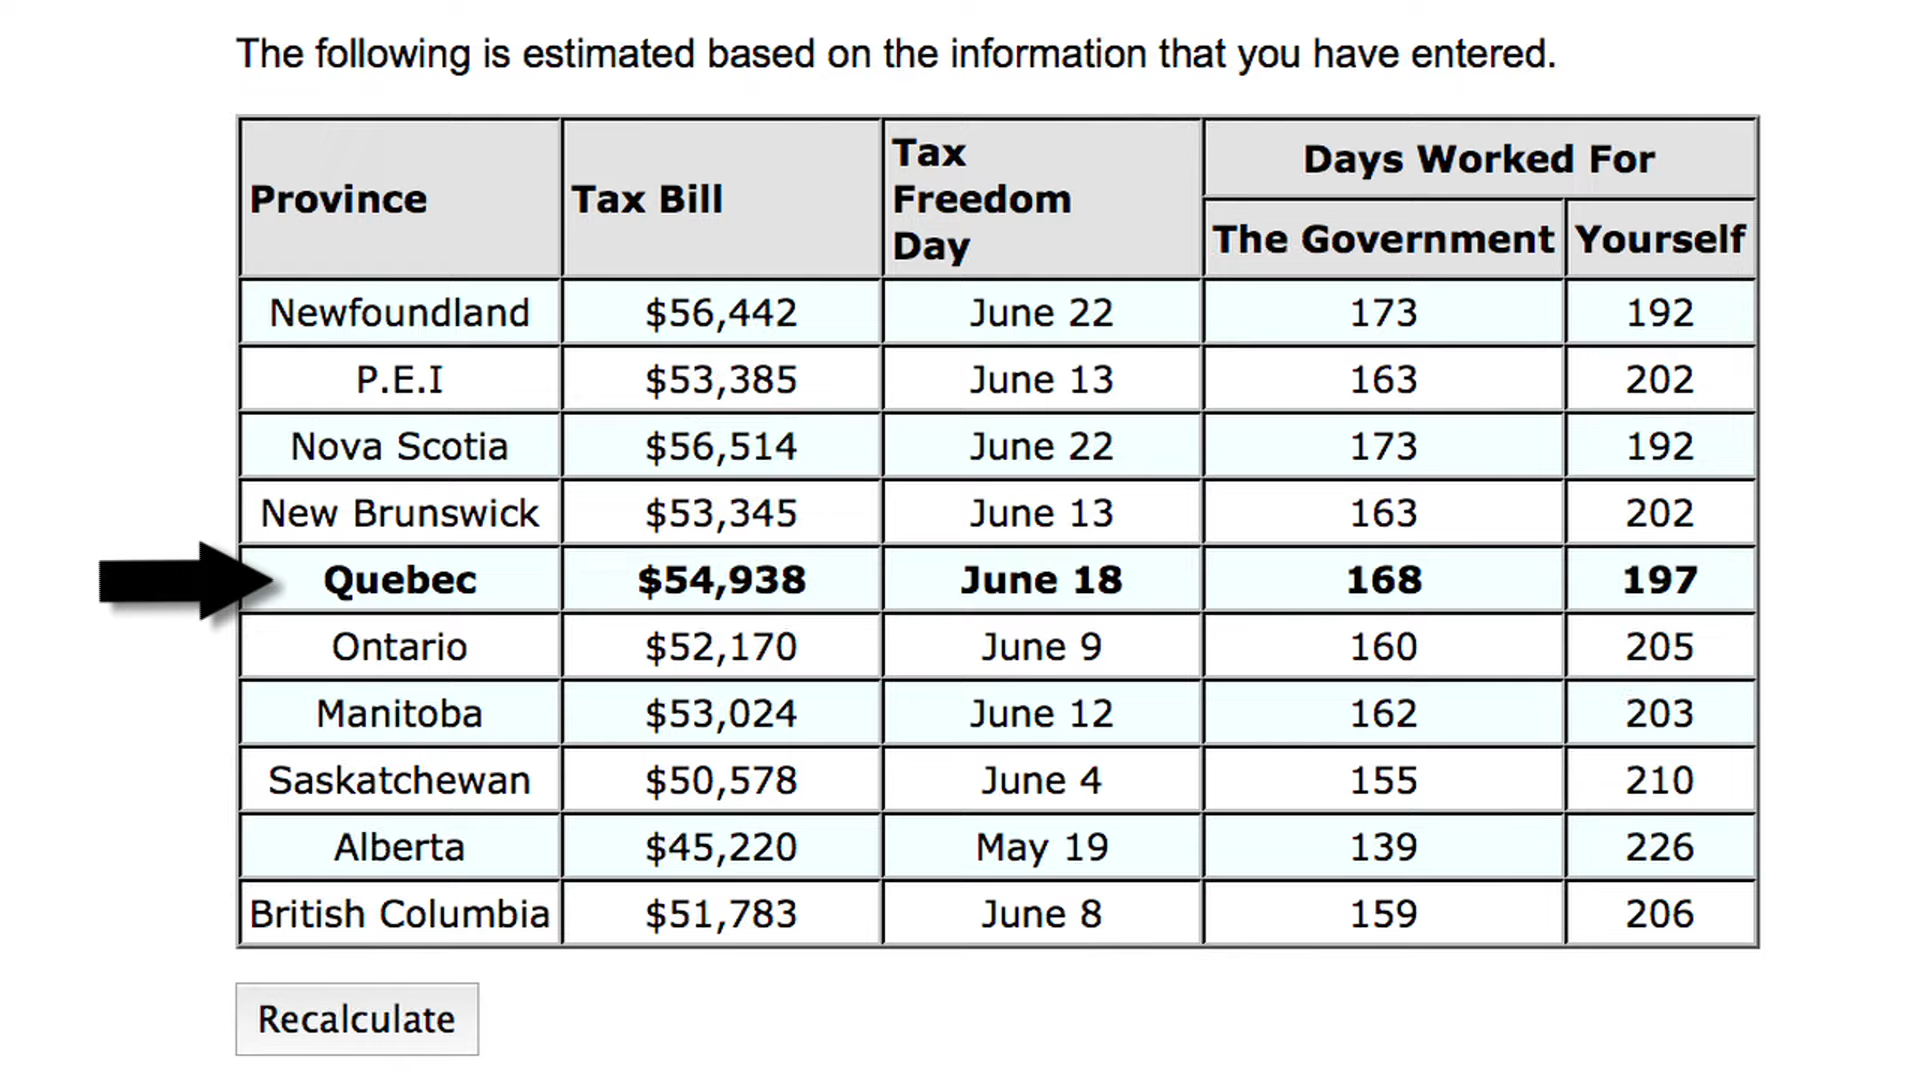 The following is estimated based on the information that you have entered.
Province Tax Bill Tax Freedom Day Days Worked For
The Government Yourself
Newfoundland $56,442 June 22 173 192
P.E.I $53,385 June 13 163 202
Nova Scotia $56,514 June 22 173 192
New Brunswick $53,345 June 13 163 202
Quebec $54,938 June 18 168 197
Ontario $52,170 June 9 160 205
Manitoba $53,024 June 12 162 203
Saskatchewan $50,578 June 4 155 210
Alberta $45,220 May 19 139 226
British Columbia $51,783 June 8 159 206
Recalculate